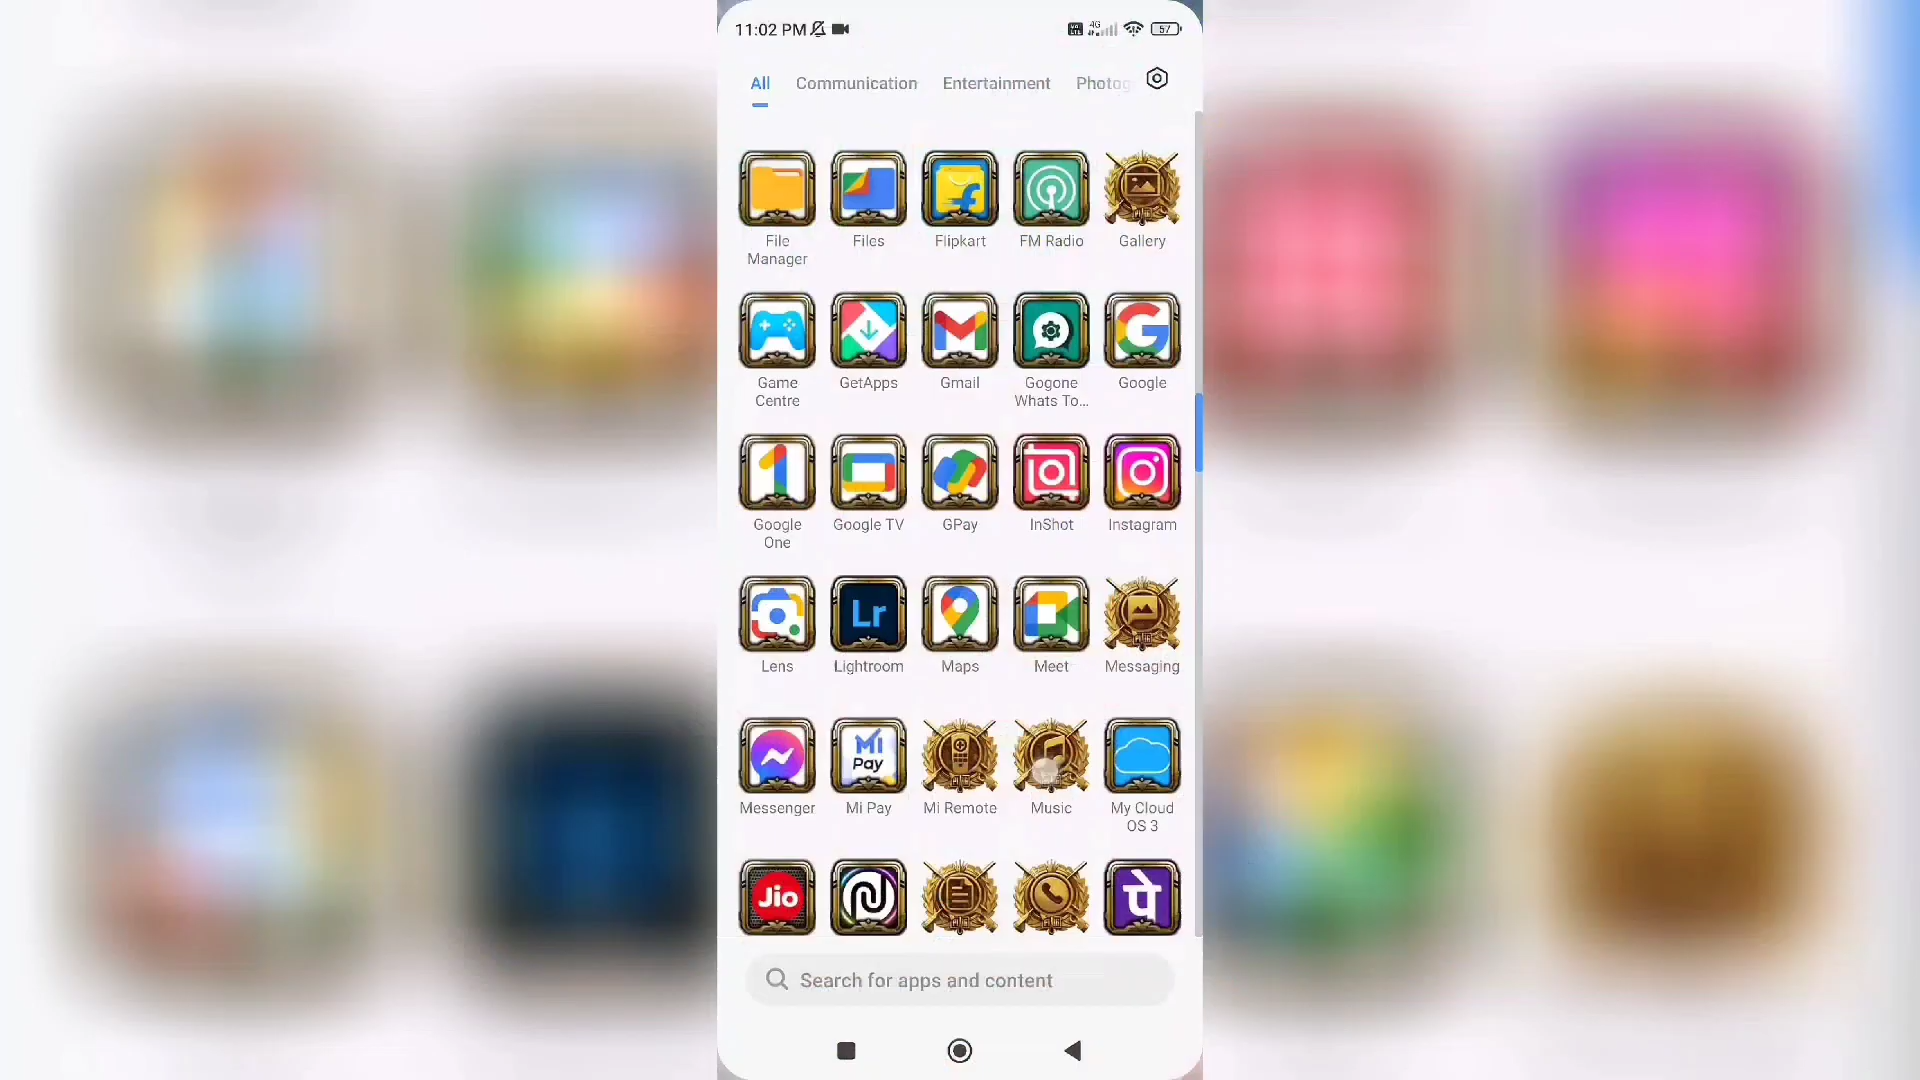 11:02 PM 4G 57
All Communication Entertainment Photog
File Manager Files Flipkart FM Radio Gallery
Game Centre GetApps Gmail Gogone Whats To... Google
Google One Google TV GPay InShot Instagram
Lr
Lens Lightroom Maps Meet Messaging
Mi Pay
Messenger Mi Pay Mi Remote Music My Cloud OS 3
Jio पे
Search for apps and content